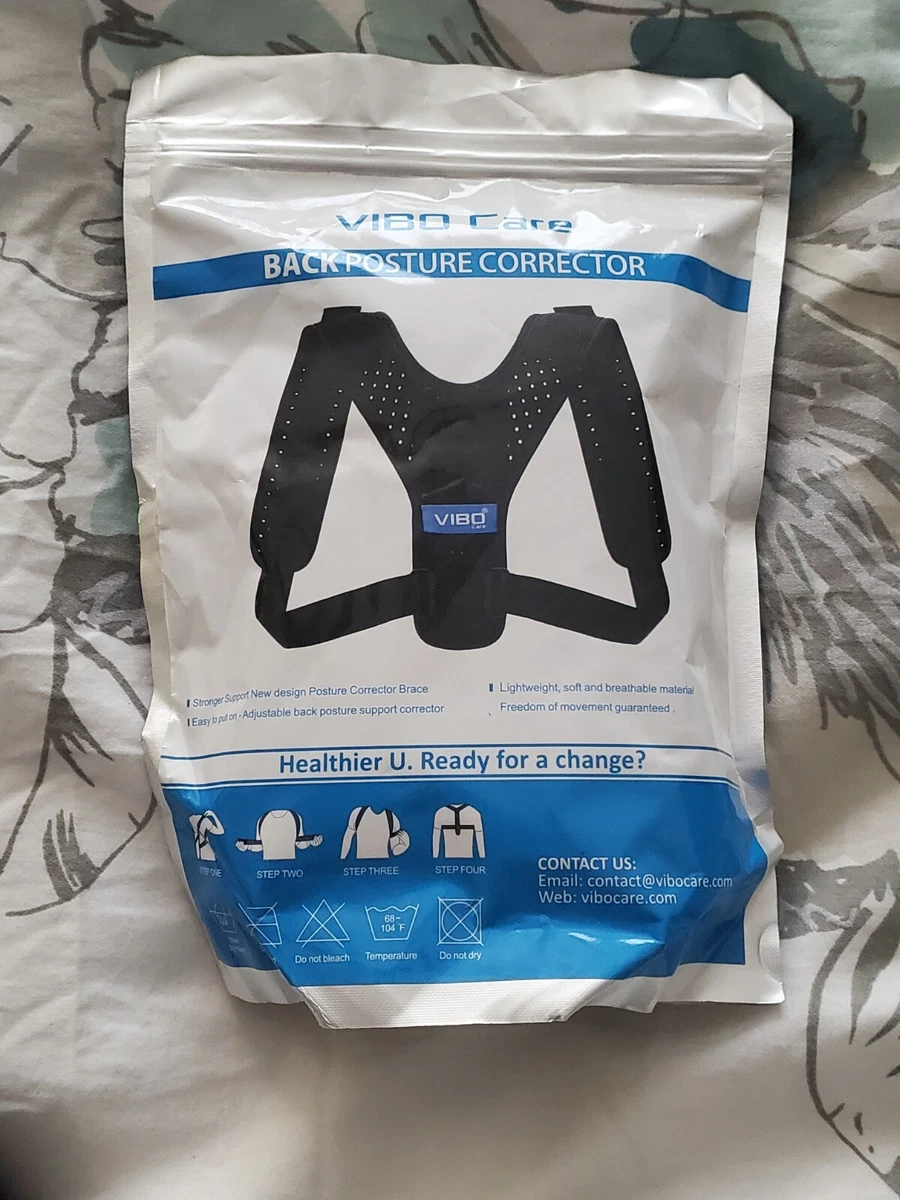 VIBO Care
BACK POSTURE CORRECTOR
VIBO®
care
Stronger Support New design Posture Corrector Brace
Easy to put on - Adjustable back posture support corrector
Lightweight, soft and breathable material
Freedom of movement guaranteed .
Healthier U. Ready for a change?
STEP ONE
STEP TWO
STEP THREE
STEP FOUR
CONTACT US:
Email: contact@vibocare.com
Web: vibocare.com
68~
104 °F
Do not bleach
Temperature
Do not dry